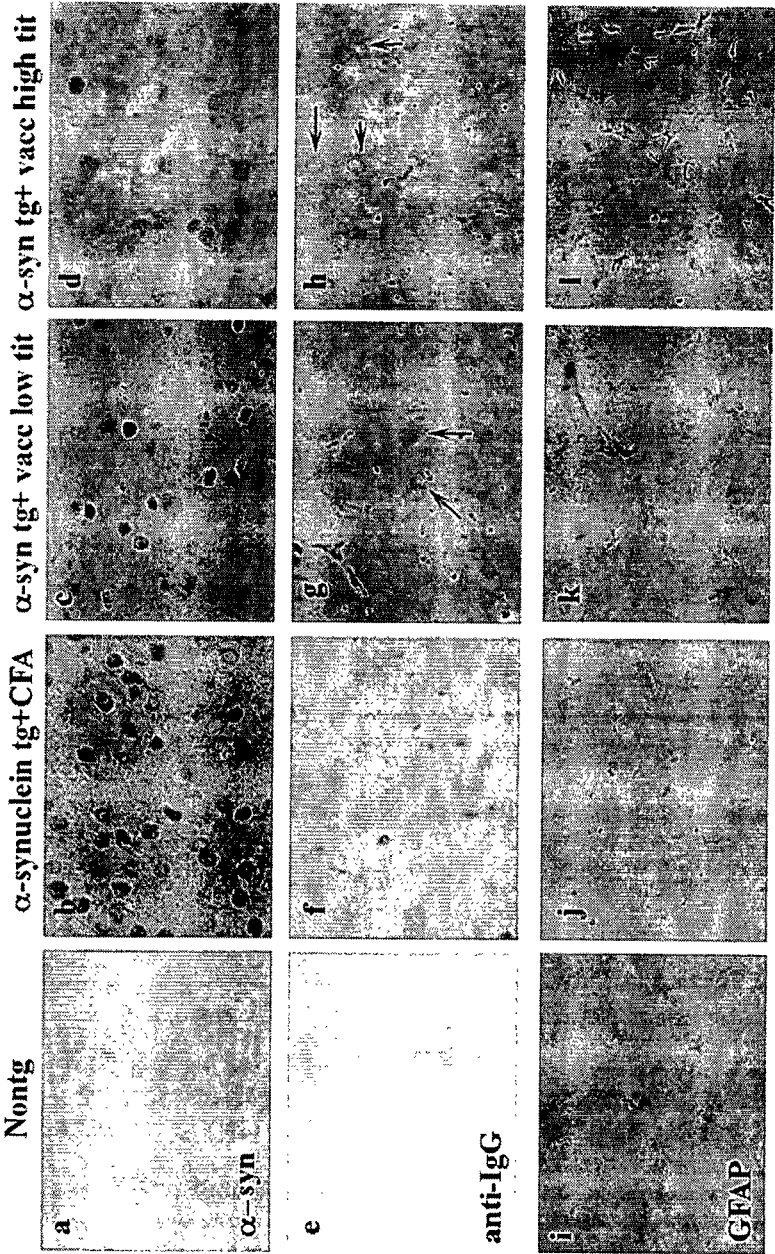 Nontg
α-synuclein tg+CFA
α-syn tg+ vacc low tit
α-syn tg+ vacc high tit
a
α-syn
b
c
d
e
anti-IgG
f
g
h
i
GFAP
j
k
l